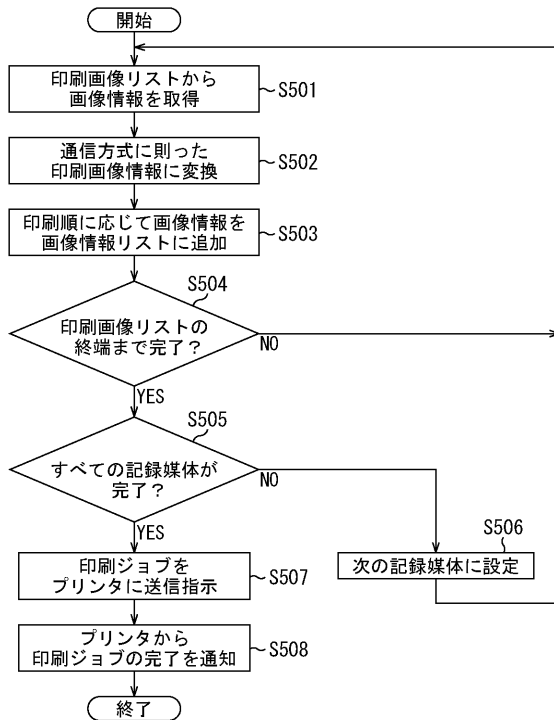 開始
印刷画像リストから
画像情報を取得
S501
通信方式に則った
印刷画像情報に変換
S502
印刷順に応じて画像情報を
画像情報リストに追加
S503
S504
印刷画像リストの
終端まで完了？
NO
YES
S505
すべての記録媒体が
完了？
NO
YES
S506
次の記録媒体に設定
印刷ジョブを
プリンタに送信指示
S507
プリンタから
印刷ジョブの完了を通知
S508
終了